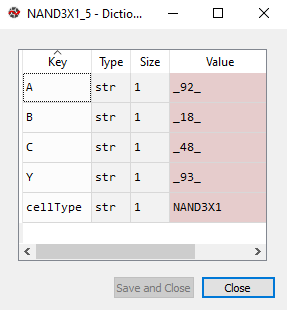 NAND3X1_5 - Dictio...
Key Type Size Value
A str 1 _92_
B str 1 _18_
C str 1 _48_
Y str 1 _93_
cellType str 1 NAND3X1
Save and Close Close